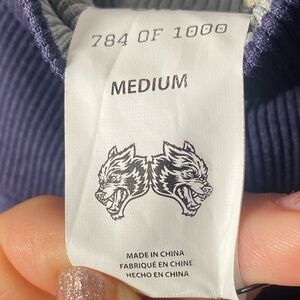 784 OF 1000
MEDIUM
MADE IN CHINA
FABRIQUÉ EN CHINE
HECHO EN CHINA